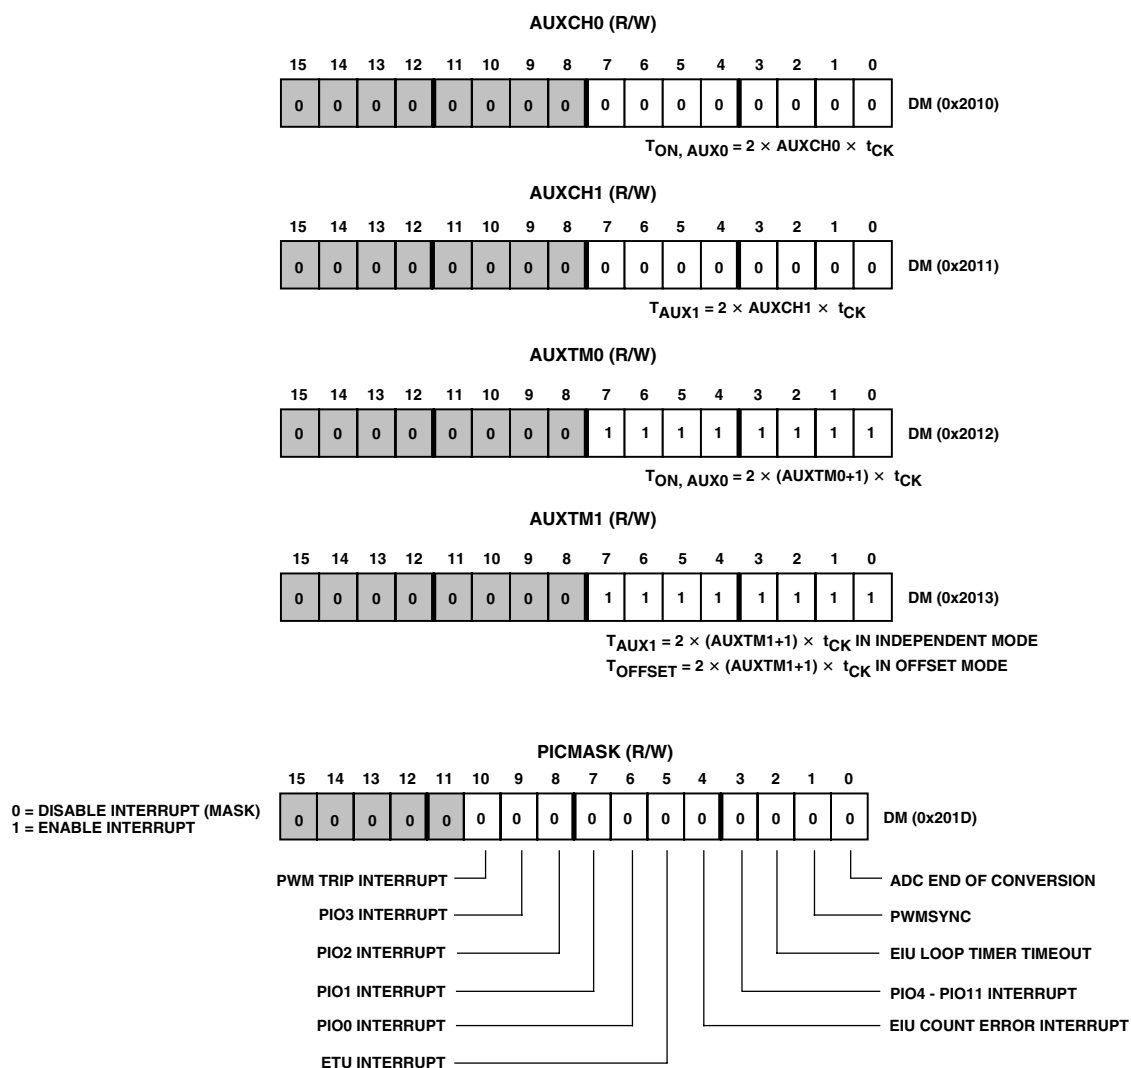 AUXCH0 (R/W)
15 14 13 12 11 10 9 8 7 6 5 4 3 2 1 0
0 0 0 0 0 0 0 0 0 0 0 0 0 0 0 0 DM (0x2010)
TON, AUX0 = 2 × AUXCH0 × tCK
AUXCH1 (R/W)
15 14 13 12 11 10 9 8 7 6 5 4 3 2 1 0
0 0 0 0 0 0 0 0 0 0 0 0 0 0 0 0 DM (0x2011)
TAUX1 = 2 × AUXCH1 × tCK
AUXTM0 (R/W)
15 14 13 12 11 10 9 8 7 6 5 4 3 2 1 0
0 0 0 0 0 0 0 0 1 1 1 1 1 1 1 1 DM (0x2012)
TON, AUX0 = 2 × (AUXTM0+1) × tCK
AUXTM1 (R/W)
15 14 13 12 11 10 9 8 7 6 5 4 3 2 1 0
0 0 0 0 0 0 0 0 1 1 1 1 1 1 1 1 DM (0x2013)
TAUX1 = 2 × (AUXTM1+1) × tCK IN INDEPENDENT MODE
TOFFSET = 2 × (AUXTM1+1) × tCK IN OFFSET MODE
PICMASK (R/W)
15 14 13 12 11 10 9 8 7 6 5 4 3 2 1 0
0 = DISABLE INTERRUPT (MASK)
1 = ENABLE INTERRUPT
0 0 0 0 0 0 0 0 0 0 0 0 0 0 0 0 DM (0x201D)
PWM TRIP INTERRUPT ADC END OF CONVERSION
PIO3 INTERRUPT PWMSYNC
PIO2 INTERRUPT EIU LOOP TIMER TIMEOUT
PIO1 INTERRUPT PIO4 - PIO11 INTERRUPT
PIO0 INTERRUPT EIU COUNT ERROR INTERRUPT
ETU INTERRUPT